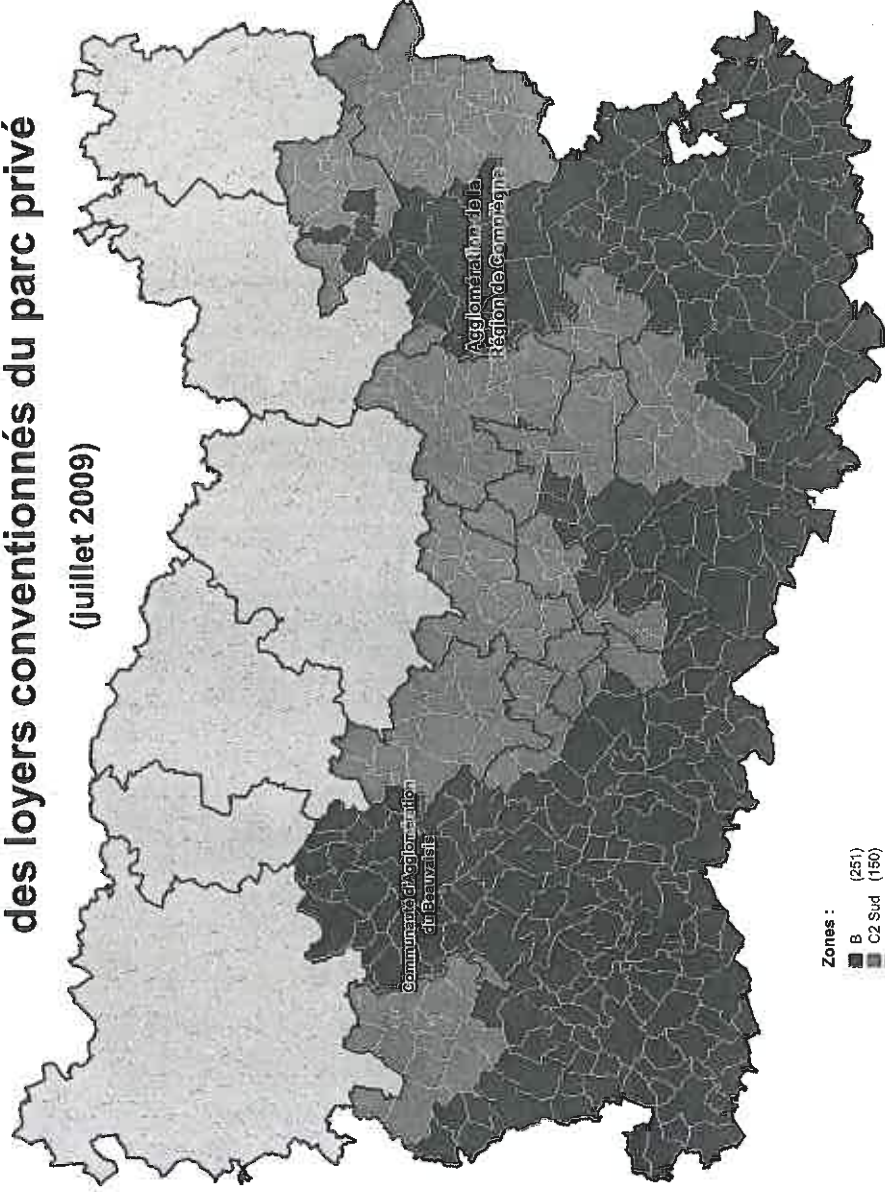 des loyers conventionnés du parc privé
(juillet 2009)
Agglomération de la
Région de Compiègne
Communauté d'Agglomération
du Beauvaisis
Zones :
B (251)
C2 Sud (150)